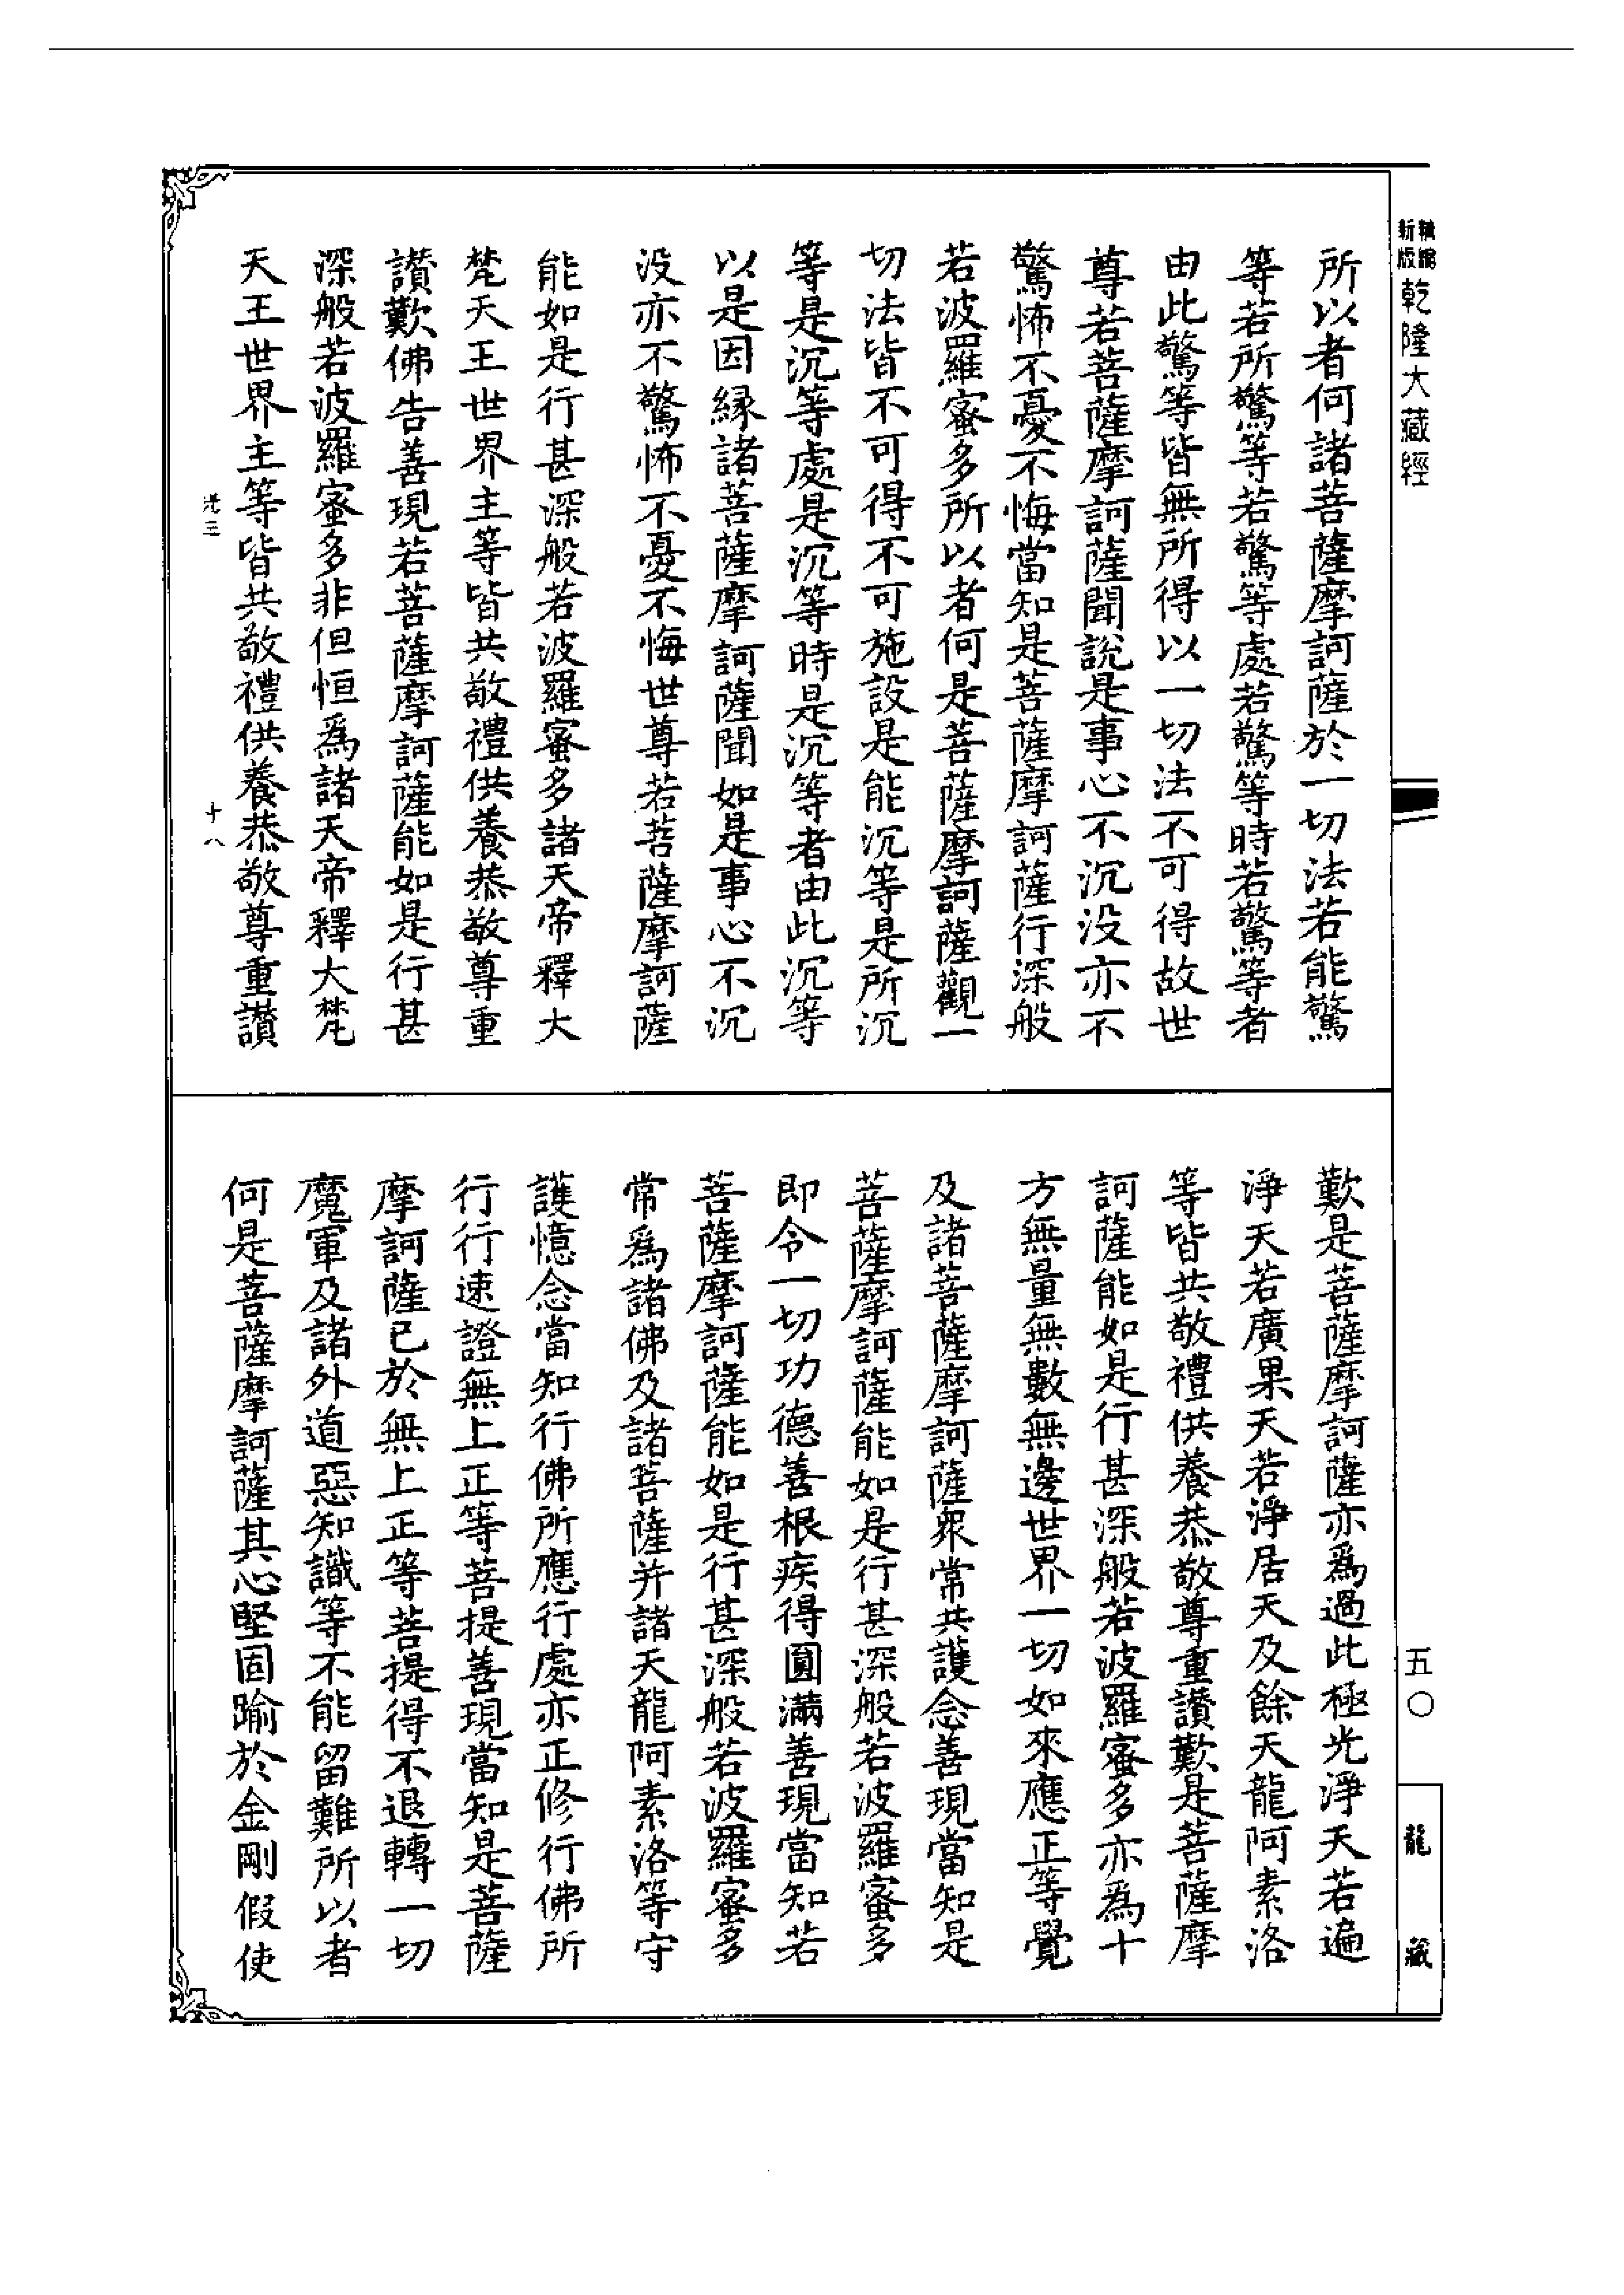 新版
精縮
乾隆大藏經
五〇
龍藏
所以者何諸菩薩摩訶薩於一切法若能驚
等若所驚等若驚等處若驚等時若驚等者
由此驚等皆無所得以一切法不可得故世
尊若菩薩摩訶薩聞說是事心不沉没亦不
驚怖不憂不悔當知是菩薩摩訶薩行深般
若波羅蜜多所以者何是菩薩摩訶薩觀一
切法皆不可得不可施設是能沉等是所沉
等是沉等處是沉等時是沉等者由此沉等
以是因縁諸菩薩摩訶薩聞如是事心不沉
没亦不驚怖不憂不悔世尊若菩薩摩訶薩
能如是行甚深般若波羅蜜多諸天帝釋大
梵天王世界主等皆共敬禮供養恭敬尊重
讃歎佛告善現若菩薩摩訶薩能如是行甚
深般若波羅蜜多非但恒爲諸天帝釋大梵
天王世界主等皆共敬禮供養恭敬尊重讃
十八
歎是菩薩摩訶薩亦爲過此極光淨天若遍
淨天若廣果天若淨居天及餘天龍阿素洛
等皆共敬禮供養恭敬尊重讃歎是菩薩摩
訶薩能如是行甚深般若波羅蜜多亦爲十
方無量無數無邊世界一切如來應正等覺
及諸菩薩摩訶薩衆常共護念善現當知是
菩薩摩訶薩能如是行甚深般若波羅蜜多
即令一切功德善根疾得圓滿善現當知若
菩薩摩訶薩能如是行甚深般若波羅蜜多
常爲諸佛及諸菩薩并諸天龍阿素洛等守
護憶念當知行佛所應行處亦正修行佛所
行行速證無上正等菩提善現當知是菩薩
摩訶薩已於無上正等菩提得不退轉一切
魔軍及諸外道惡知識等不能留難所以者
何是菩薩摩訶薩其心堅固踰於金剛假使